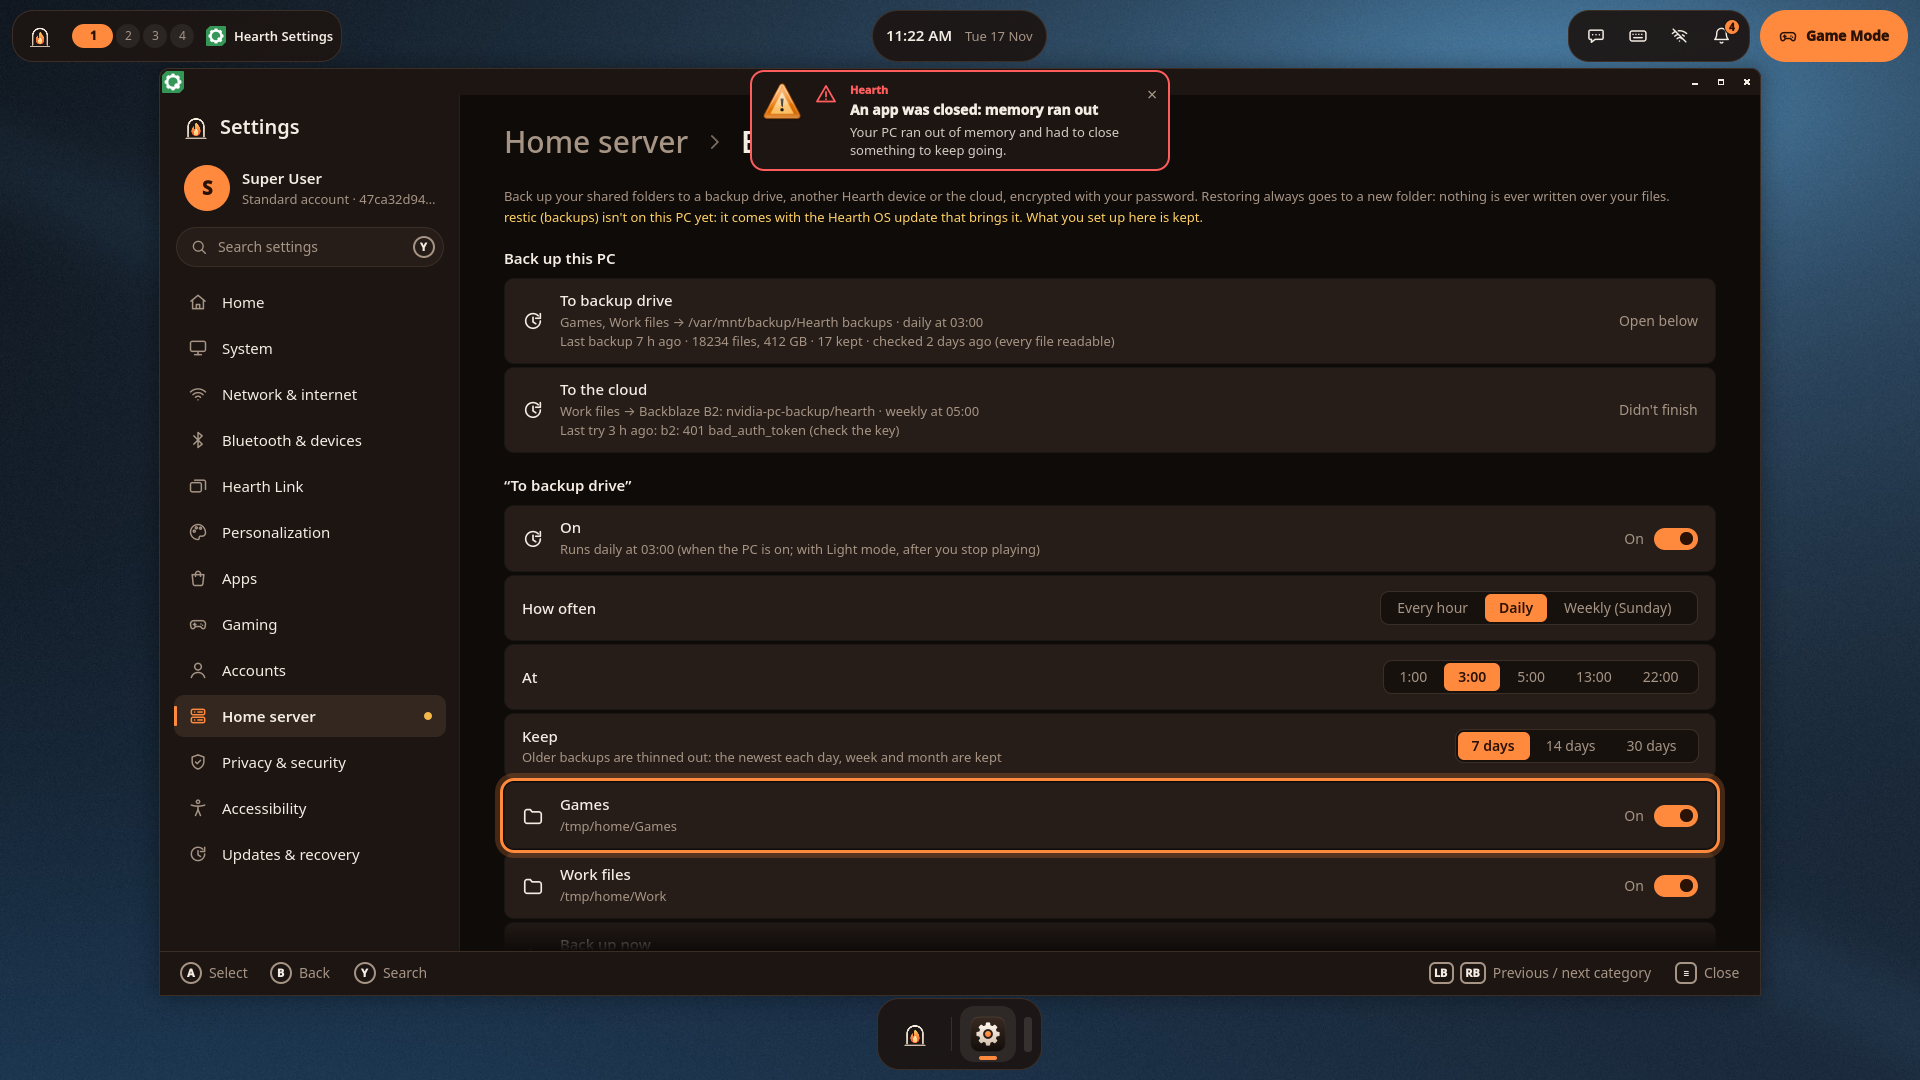 1 2 3 4 Hearth Settings
11:22 AM Tue 17 Nov
4
Game Mode
Hearth
An app was closed: memory ran out
Your PC ran out of memory and had to close
something to keep going.
Settings
S
Super User
Standard account · 47ca32d94...
Search settings Y
Home
System
Network & internet
Bluetooth & devices
Hearth Link
Personalization
Apps
Gaming
Accounts
Home server
Privacy & security
Accessibility
Updates & recovery
Home server
Back up your shared folders to a backup drive, another Hearth device or the cloud, encrypted with your password. Restoring always goes to a new folder: nothing is ever written over your files.
restic (backups) isn't on this PC yet: it comes with the Hearth OS update that brings it. What you set up here is kept.
Back up this PC
To backup drive
Games, Work files → /var/mnt/backup/Hearth backups · daily at 03:00
Last backup 7 h ago · 18234 files, 412 GB · 17 kept · checked 2 days ago (every file readable)
Open below
To the cloud
Work files → Backblaze B2: nvidia-pc-backup/hearth · weekly at 05:00
Last try 3 h ago: b2: 401 bad_auth_token (check the key)
Didn't finish
“To backup drive”
On
Runs daily at 03:00 (when the PC is on; with Light mode, after you stop playing)
On
How often
Every hour Daily Weekly (Sunday)
At
1:00 3:00 5:00 13:00 22:00
Keep
Older backups are thinned out: the newest each day, week and month are kept
7 days 14 days 30 days
Games
/tmp/home/Games
On
Work files
/tmp/home/Work
On
Back up now
A Select B Back Y Search
LB RB Previous / next category ≡ Close